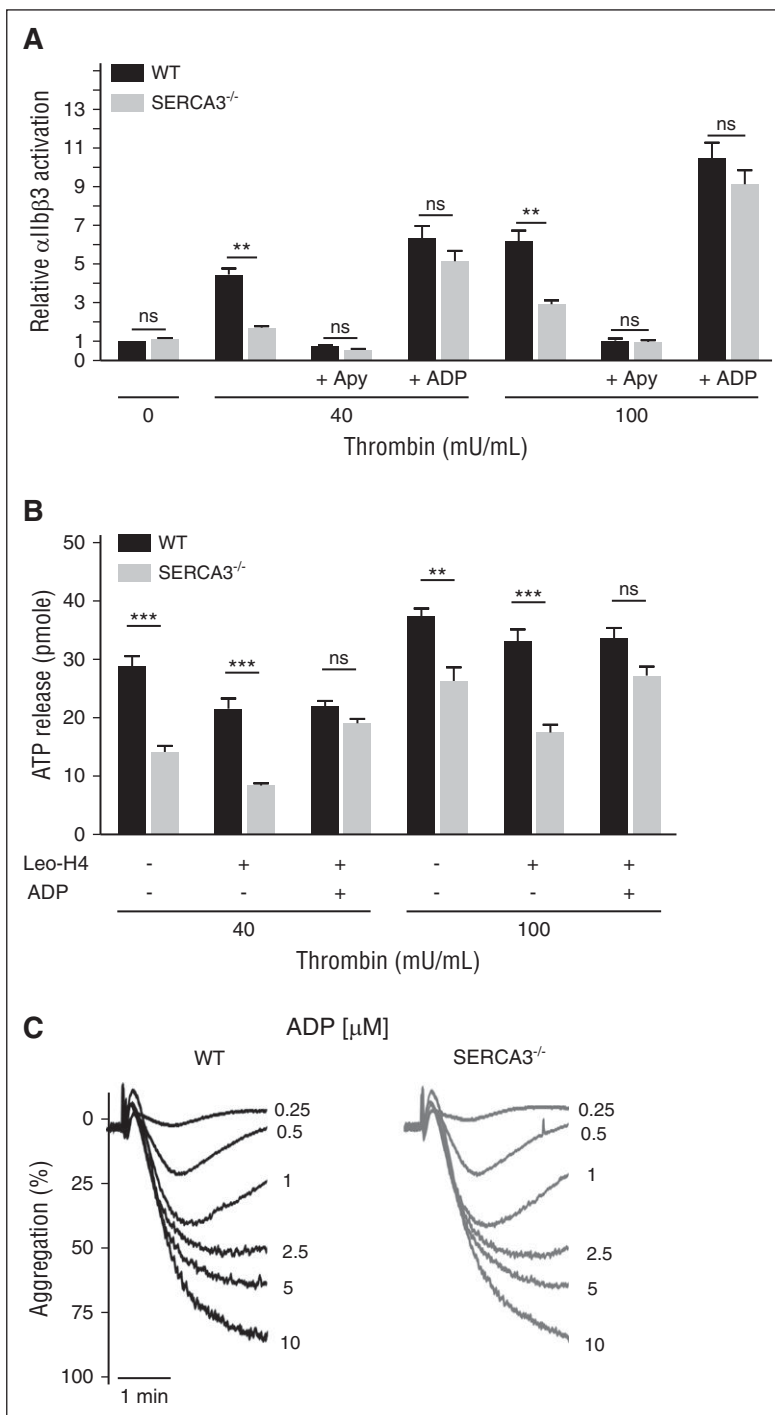 A
WT
SERCA3-/-
Relative αIIbβ3 activation
13
11
9
7
5
3
1
0
ns
**
ns
ns
**
ns
ns
+ Apy
+ ADP
+ Apy
+ ADP
0
40
100
Thrombin (mU/mL)
B
WT
SERCA3-/-
ATP release (pmole)
50
40
30
20
10
0
***
***
ns
**
***
ns
Leo-H4 - + + - + +
ADP - - + - - +
40
100
Thrombin (mU/mL)
C
ADP [μM]
WT
SERCA3-/-
Aggregation (%)
0
25
50
75
100
0.25
0.5
1
2.5
5
10
0.25
0.5
1
2.5
5
10
1 min